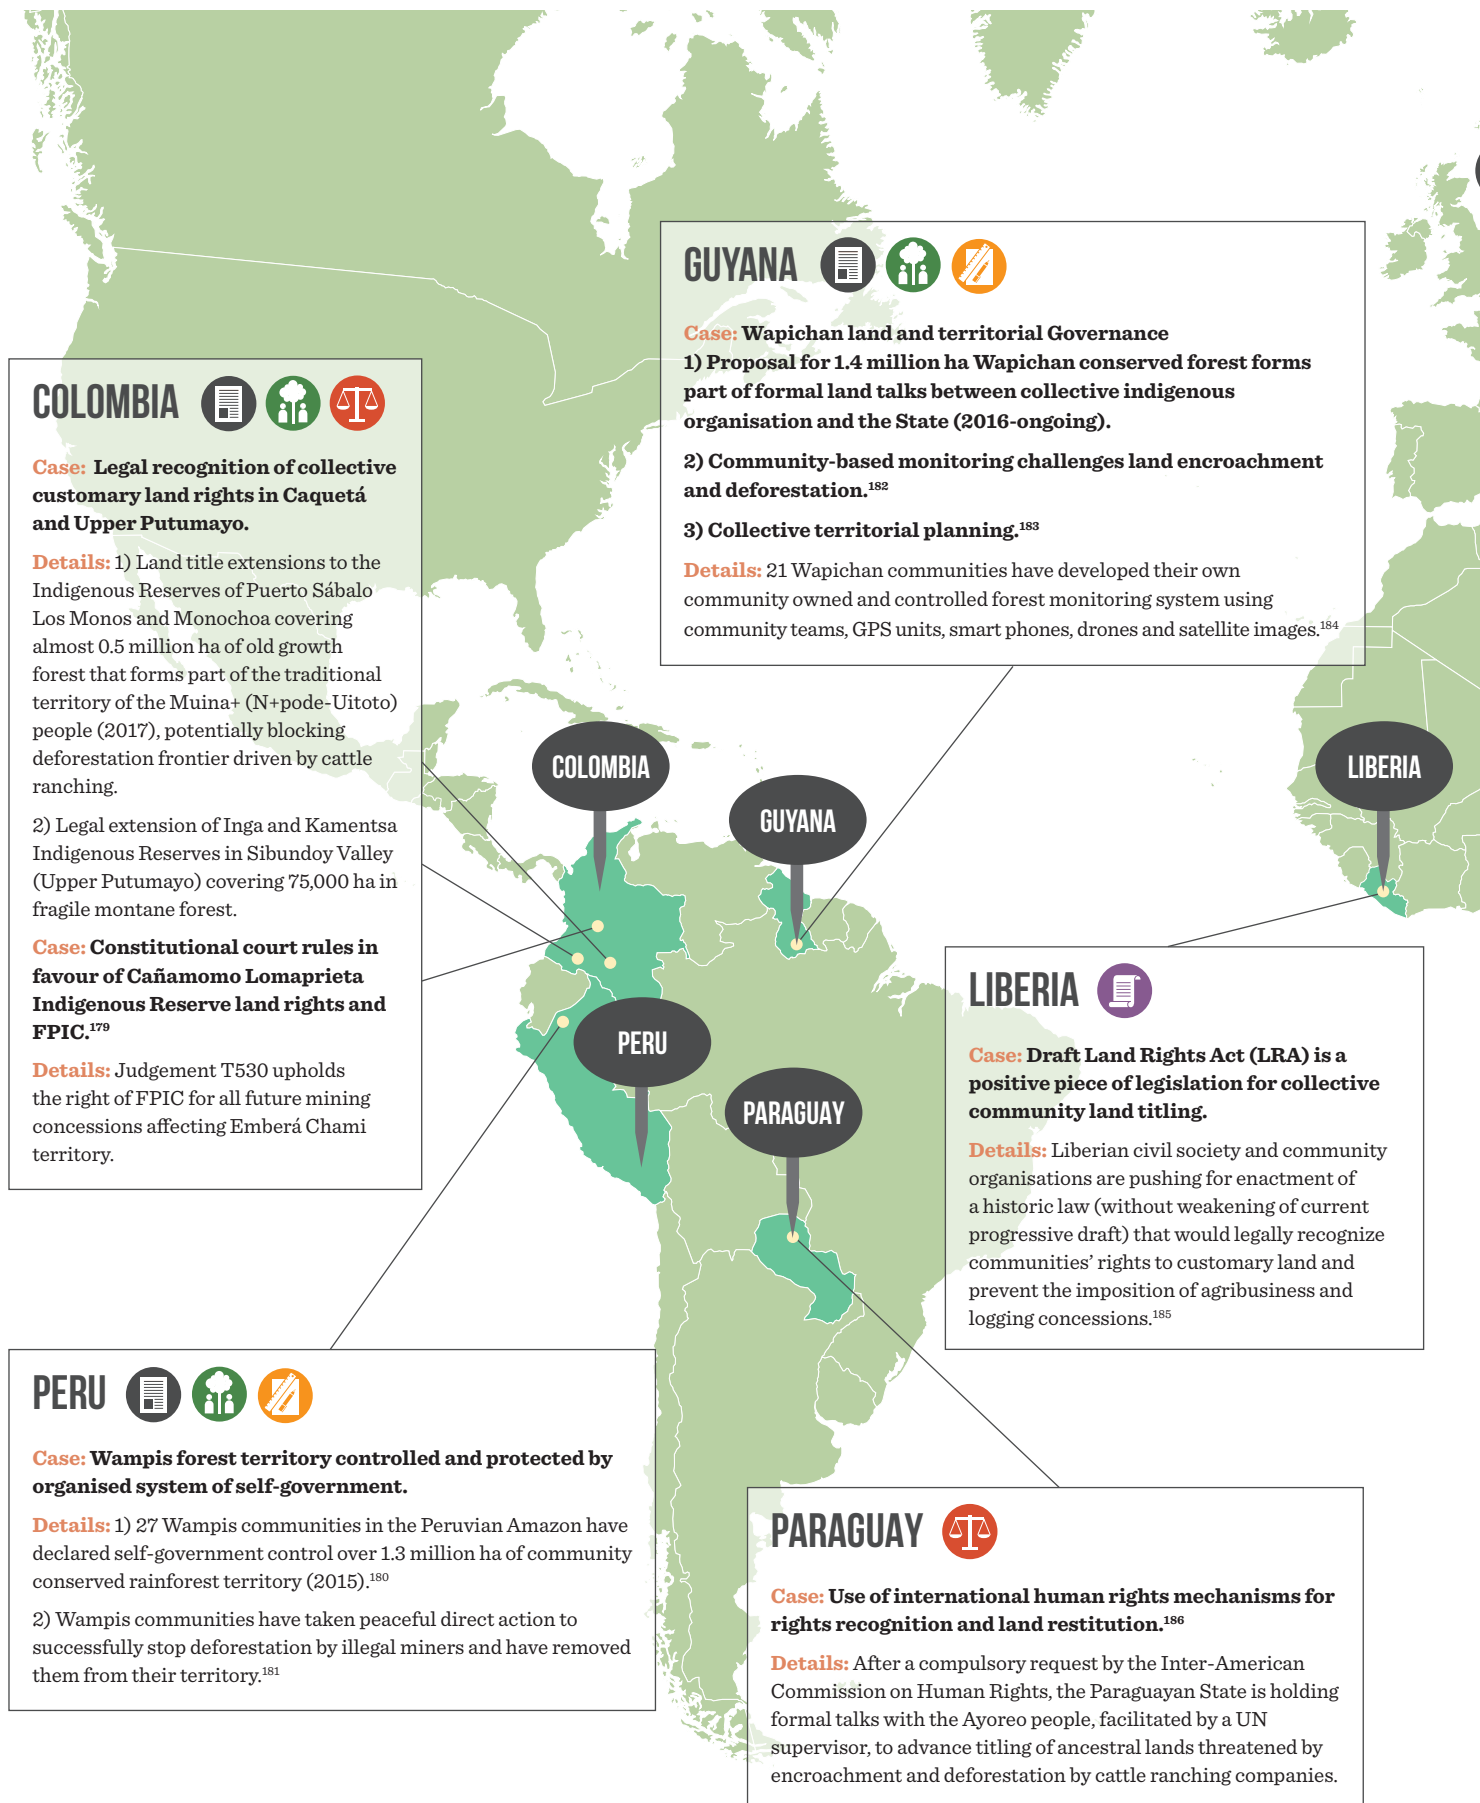 GUYANA
Case: Wapichan land and territorial Governance
1) Proposal for 1.4 million ha Wapichan conserved forest forms
part of formal land talks between collective indigenous
organisation and the State (2016-ongoing).
2) Community-based monitoring challenges land encroachment
and deforestation.182
3) Collective territorial planning.183
Details: 21 Wapichan communities have developed their own
community owned and controlled forest monitoring system using
community teams, GPS units, smart phones, drones and satellite images.184
COLOMBIA
Case: Legal recognition of collective
customary land rights in Caquetá
and Upper Putumayo.
Details: 1) Land title extensions to the
Indigenous Reserves of Puerto Sábalo
Los Monos and Monochoa covering
almost 0.5 million ha of old growth
forest that forms part of the traditional
territory of the Muina+ (N+pode-Uitoto)
people (2017), potentially blocking
deforestation frontier driven by cattle
ranching.
2) Legal extension of Inga and Kamentsa
Indigenous Reserves in Sibundoy Valley
(Upper Putumayo) covering 75,000 ha in
fragile montane forest.
Case: Constitutional court rules in
favour of Cañamomo Lomaprieta
Indigenous Reserve land rights and
FPIC.179
Details: Judgement T530 upholds
the right of FPIC for all future mining
concessions affecting Emberá Chami
territory.
COLOMBIA
GUYANA
LIBERIA
PERU
PARAGUAY
LIBERIA
Case: Draft Land Rights Act (LRA) is a
positive piece of legislation for collective
community land titling.
Details: Liberian civil society and community
organisations are pushing for enactment of
a historic law (without weakening of current
progressive draft) that would legally recognize
communities’ rights to customary land and
prevent the imposition of agribusiness and
logging concessions.185
PERU
Case: Wampis forest territory controlled and protected by
organised system of self-government.
Details: 1) 27 Wampis communities in the Peruvian Amazon have
declared self-government control over 1.3 million ha of community
conserved rainforest territory (2015).180
2) Wampis communities have taken peaceful direct action to
successfully stop deforestation by illegal miners and have removed
them from their territory.181
PARAGUAY
Case: Use of international human rights mechanisms for
rights recognition and land restitution.186
Details: After a compulsory request by the Inter-American
Commission on Human Rights, the Paraguayan State is holding
formal talks with the Ayoreo people, facilitated by a UN
supervisor, to advance titling of ancestral lands threatened by
encroachment and deforestation by cattle ranching companies.